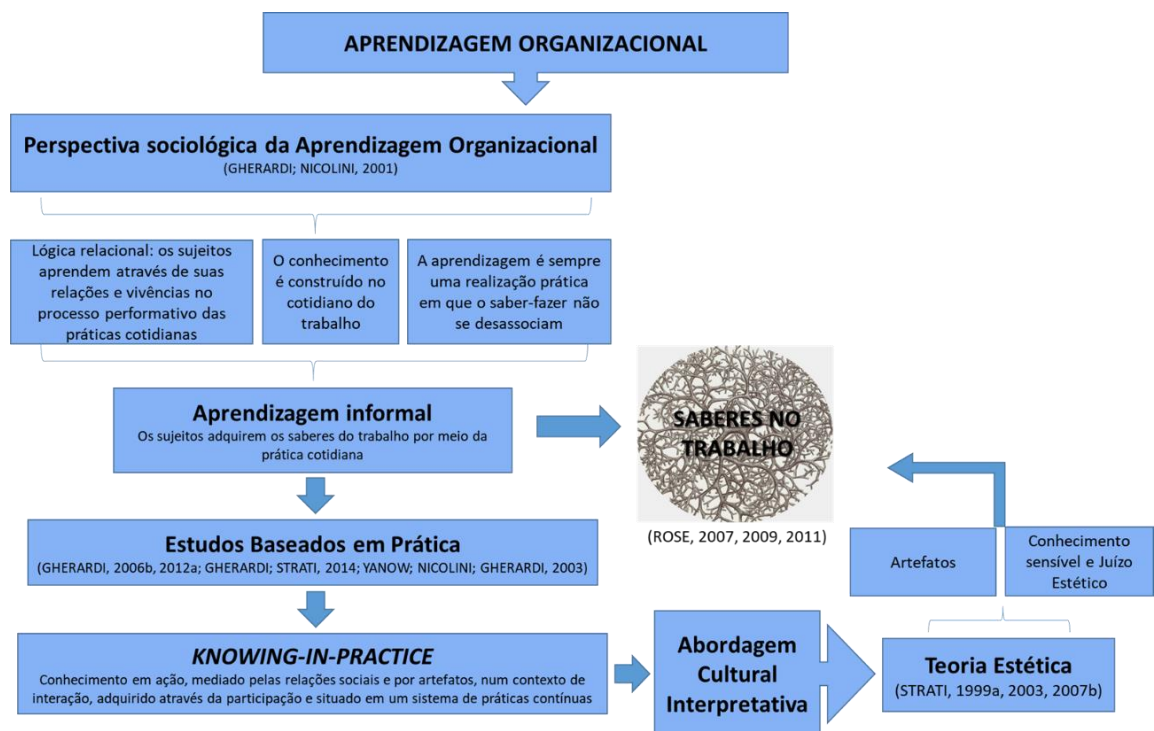 APRENDIZAGEM ORGANIZACIONAL
Perspectiva sociológica da Aprendizagem Organizacional
(GHERARDI; NICOLINI, 2001)
Lógica relacional: os sujeitos
aprendem através de suas
relações e vivências no
processo performativo das
práticas cotidianas
O conhecimento
é construído no
cotidiano do
trabalho
A aprendizagem é sempre
uma realização prática
em que o saber-fazer não
se desassociam
Aprendizagem informal
Os sujeitos adquirem os saberes do trabalho por meio da
prática cotidiana
SABERES NO
TRABALHO
(ROSE, 2007, 2009, 2011)
Estudos Baseados em Prática
(GHERARDI, 2006b, 2012a; GHERARDI; STRATI, 2014; YANOW; NICOLINI; GHERARDI, 2003)
KNOWING-IN-PRACTICE
Conhecimento em ação, mediado pelas relações sociais e por artefatos, num contexto de
interação, adquirido através da participação e situado em um sistema de práticas contínuas
Abordagem
Cultural
Interpretativa
Teoria Estética
(STRATI, 1999a, 2003, 2007b)
Artefatos
Conhecimento
sensível e Juízo
Estético